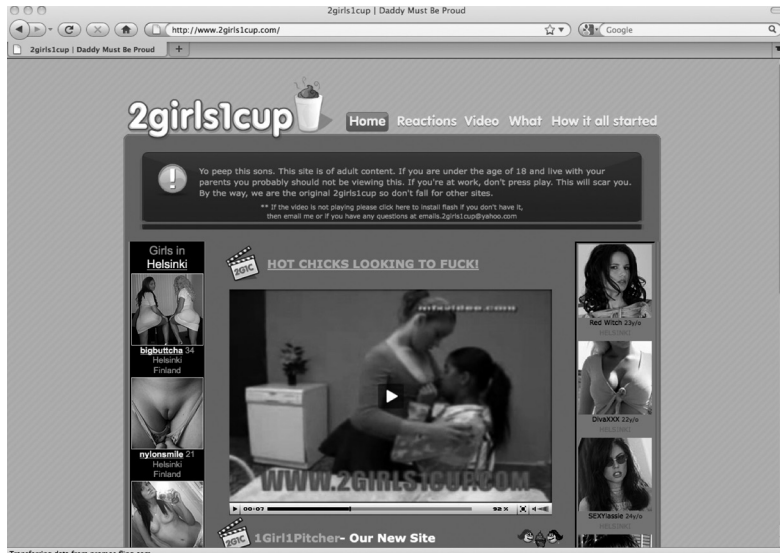 2girls1cup | Daddy Must Be Proud
http://www.2girls1cup.com/
Google
2girls1cup | Daddy Must Be Proud
2girls1cup
Home Reactions Video What How it all started
Yo peep this sons. This site is of adult content. If you are under the age of 18 and live with your
parents you probably should not be viewing this. If you're at work, don't press play. This will scar you.
By the way, we are the original 2girls1cup so don't fall for other sites.
** If the video is not playing please click here to install flash if you don't have it,
then email me or if you have any questions at emails.2girls1cup@yahoo.com
Girls in
Helsinki
bigbuttcha 34
Helsinki
Finland
nylonsmile 21
Helsinki
Finland
2G1C
HOT CHICKS LOOKING TO FUCK!
WWW.2GIRLS1CUP.COM
00:07
92 %
2G1C
1Girl1Pitcher- Our New Site
Red Witch 23y/o
HELSINKI
DivaXXX 22y/o
HELSINKI
SEXYlassie 24y/o
HELSINKI